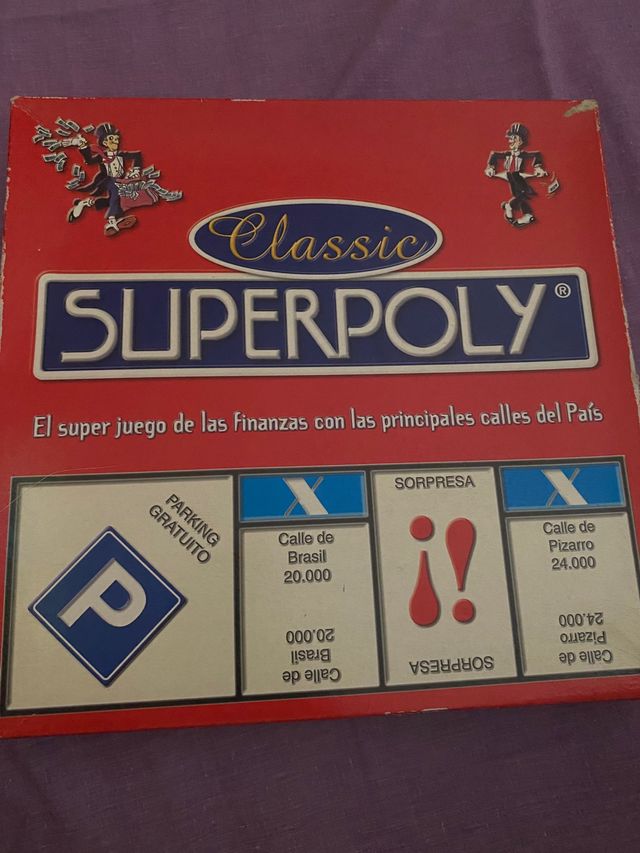 Classic
SUPERPOLY®
El super juego de las finanzas con las principales calles del País
PARKING
GRATUITO
P
X
Calle de
Brasil
20.000
Calle de
Brasil
20.000
SORPRESA
¡!
SORPRESA
X
Calle de
Pizarro
24.000
Calle de
Pizarro
24.000